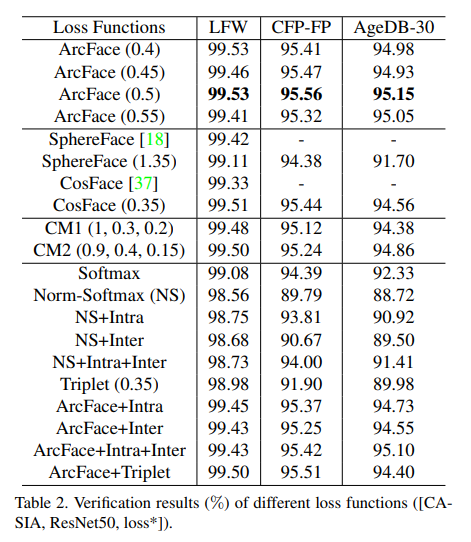 Loss Functions LFW CFP-FP AgeDB-30
ArcFace (0.4) 99.53 95.41 94.98
ArcFace (0.45) 99.46 95.47 94.93
ArcFace (0.5) 99.53 95.56 95.15
ArcFace (0.55) 99.41 95.32 95.05
SphereFace [18] 99.42 - -
SphereFace (1.35) 99.11 94.38 91.70
CosFace [37] 99.33 - -
CosFace (0.35) 99.51 95.44 94.56
CM1 (1, 0.3, 0.2) 99.48 95.12 94.38
CM2 (0.9, 0.4, 0.15) 99.50 95.24 94.86
Softmax 99.08 94.39 92.33
Norm-Softmax (NS) 98.56 89.79 88.72
NS+Intra 98.75 93.81 90.92
NS+Inter 98.68 90.67 89.50
NS+Intra+Inter 98.73 94.00 91.41
Triplet (0.35) 98.98 91.90 89.98
ArcFace+Intra 99.45 95.37 94.73
ArcFace+Inter 99.43 95.25 94.55
ArcFace+Intra+Inter 99.43 95.42 95.10
ArcFace+Triplet 99.50 95.51 94.40
Table 2. Verification results (%) of different loss functions ([CA-
SIA, ResNet50, loss*]).